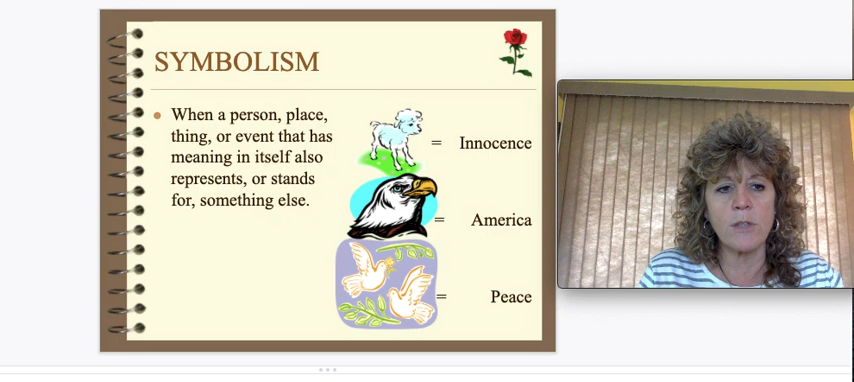 SYMBOLISM
When a person, place,
thing, or event that has
meaning in itself also
represents, or stands
for, something else.
= Innocence
= America
= Peace